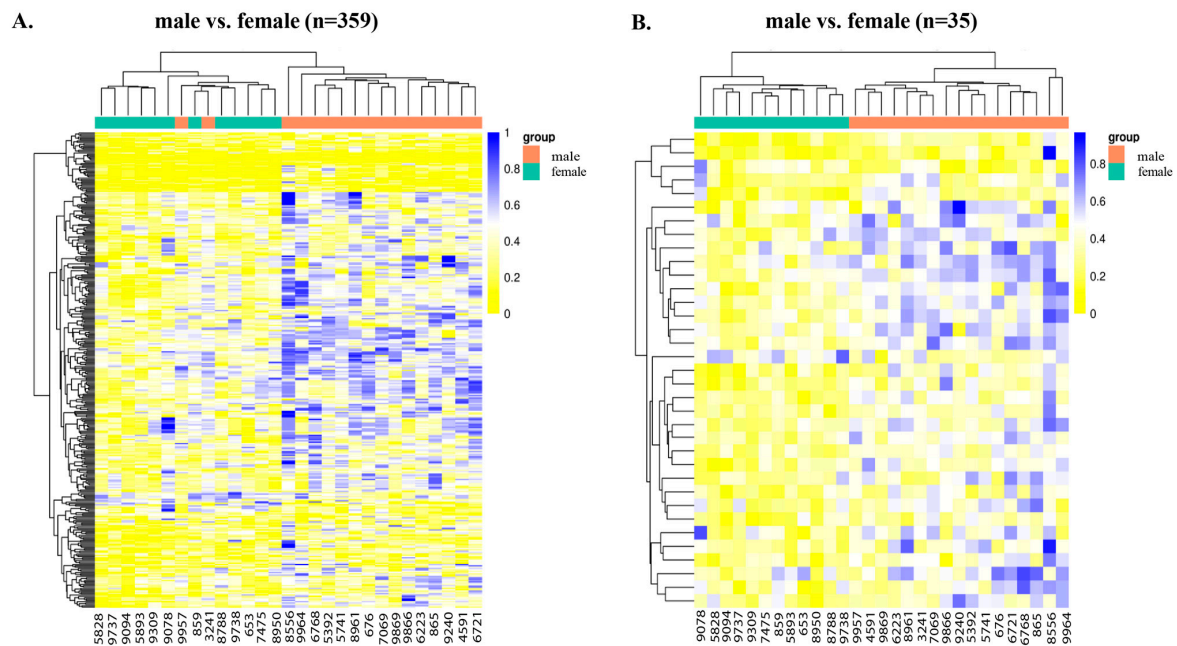 A. male vs. female (n=359)
1
0.8
0.6
0.4
0.2
0
group
male
female
5828 9737 9094 5893 9309 9078 9957 859 3241 8788 9738 653 7475 8950 8556 9964 6768 5392 5741 8961 676 7069 9869 9866 6223 865 9240 4591 6721
B. male vs. female (n=35)
0.8
0.6
0.4
0.2
0
group
male
female
9078 5828 9094 9737 9309 7475 859 5893 653 8950 8788 9738 9957 4591 9869 6223 8961 3241 7069 9866 9240 5392 5741 676 6721 6768 865 8556 9964